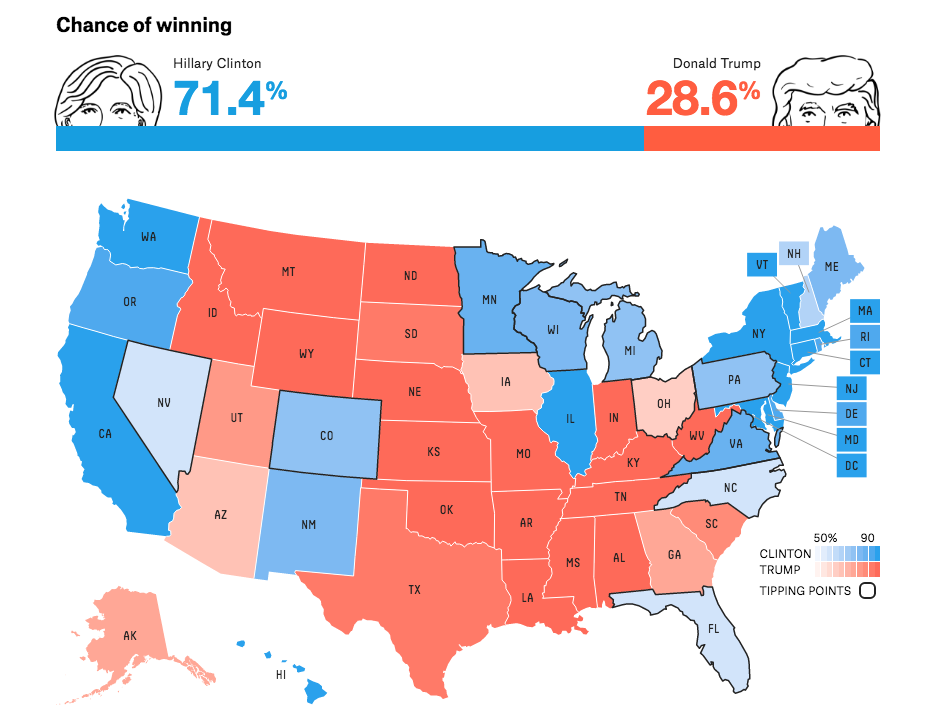 Chance of winning
Hillary Clinton
71.4%
Donald Trump
28.6%
WA
MT
ND
MN
VT
NH
ME
OR
ID
SD
WI
MI
NY
MA
RI
CT
WY
NE
IA
PA
NJ
NV
UT
CO
IL
IN
OH
DE
CA
KS
MO
WV
VA
MD
KY
DC
AZ
NM
OK
AR
TN
NC
SC
MS
AL
GA
TX
LA
FL
AK
HI
50% 90
CLINTON
TRUMP
TIPPING POINTS